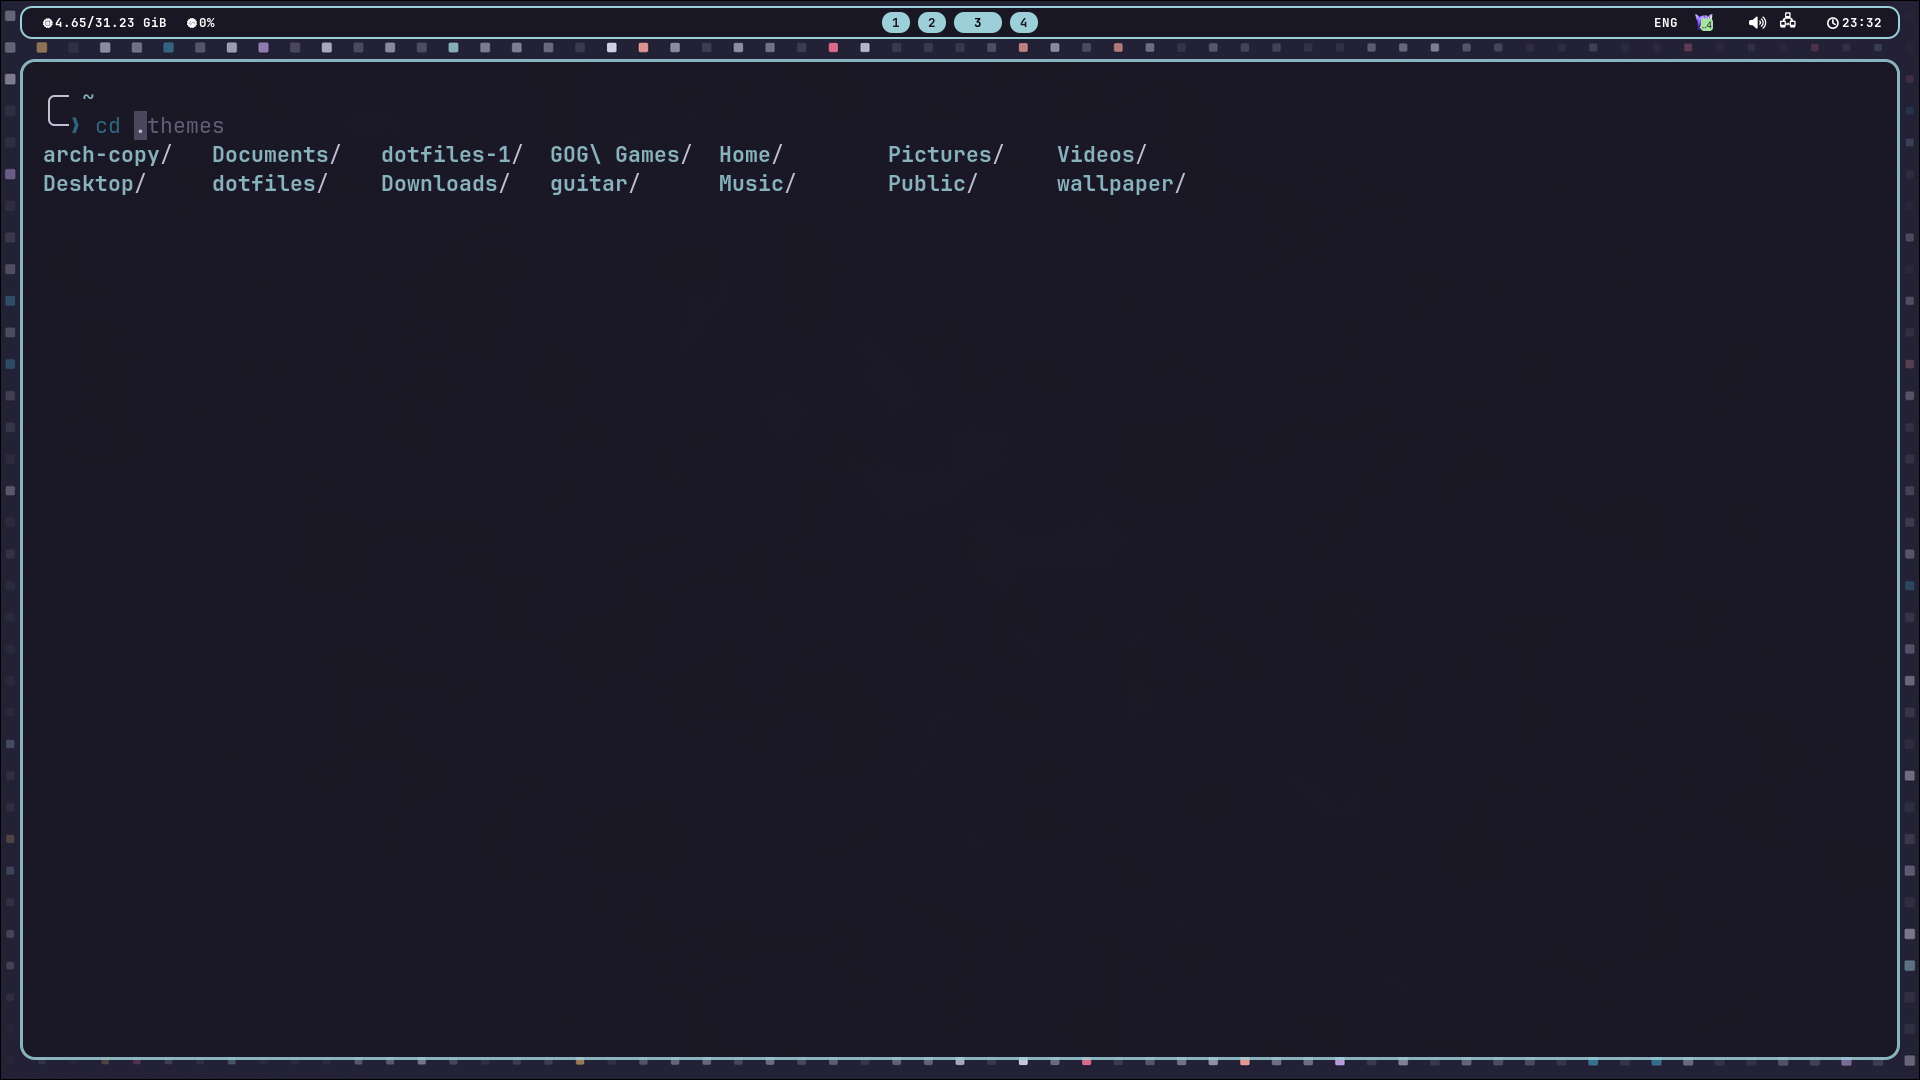 4.65/31.23 GiB 0% 1 2 3 4 ENG 23:32
~
❯ cd .themes
arch-copy/ Documents/ dotfiles-1/ GOG\ Games/ Home/ Pictures/ Videos/
Desktop/ dotfiles/ Downloads/ guitar/ Music/ Public/ wallpaper/